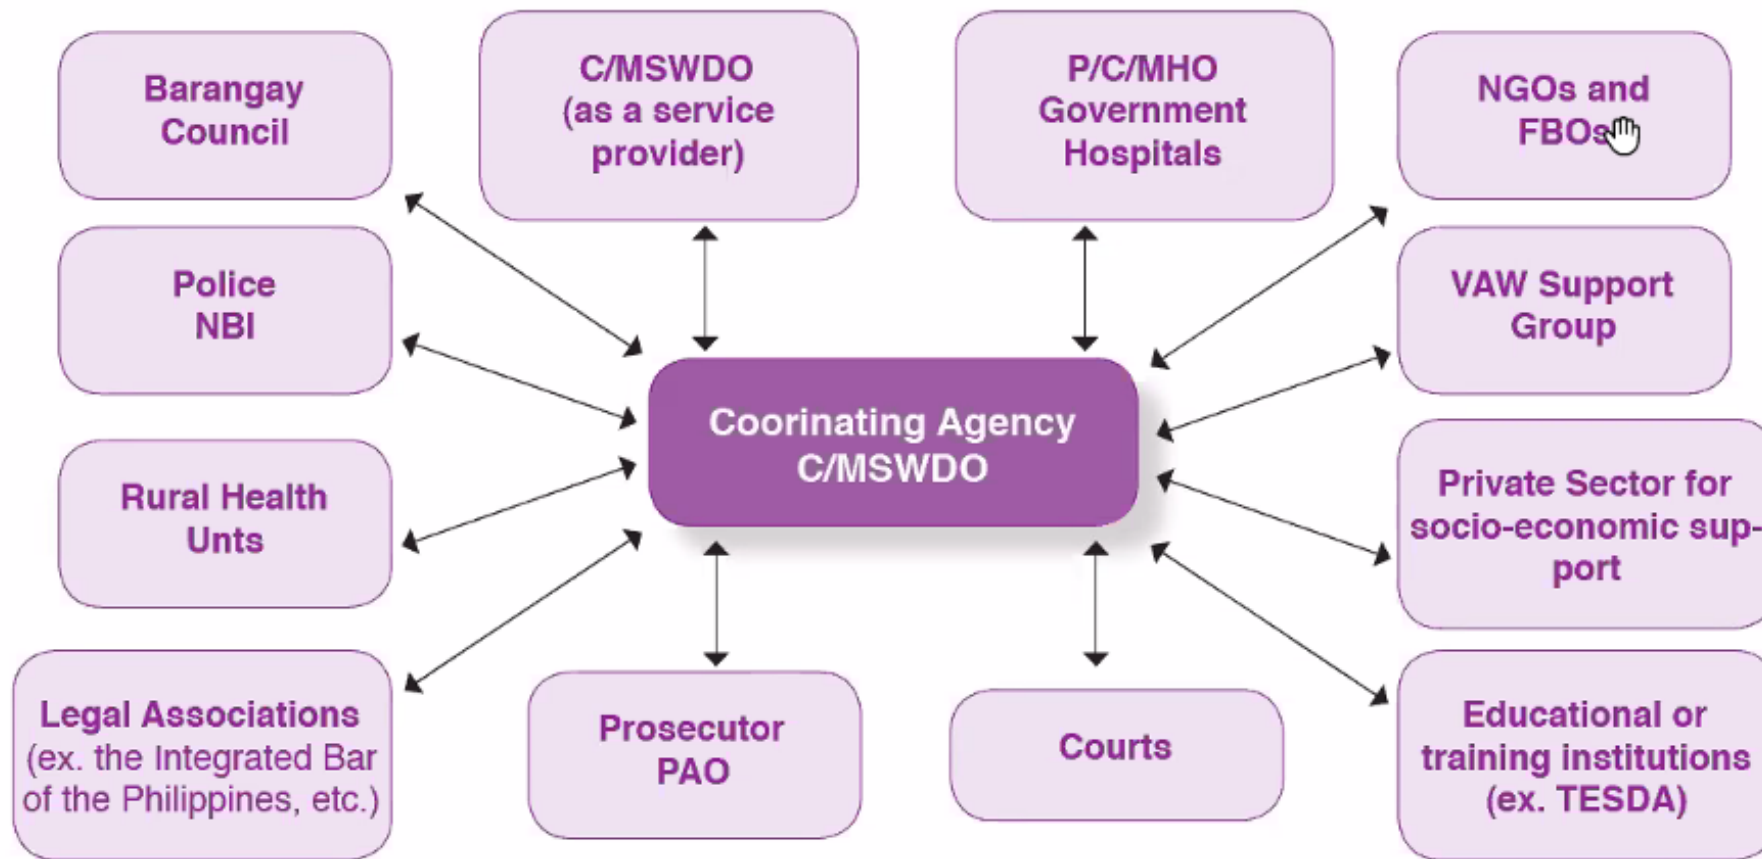 Barangay
Council
C/MSWDO
(as a service
provider)
P/C/MHO
Government
Hospitals
NGOs and
FBOs
Police
NBI
VAW Support
Group
Coorinating Agency
C/MSWDO
Rural Health
Unts
Private Sector for
socio-economic sup-
port
Legal Associations
(ex. the Integrated Bar
of the Philippines, etc.)
Prosecutor
PAO
Courts
Educational or
training institutions
(ex. TESDA)